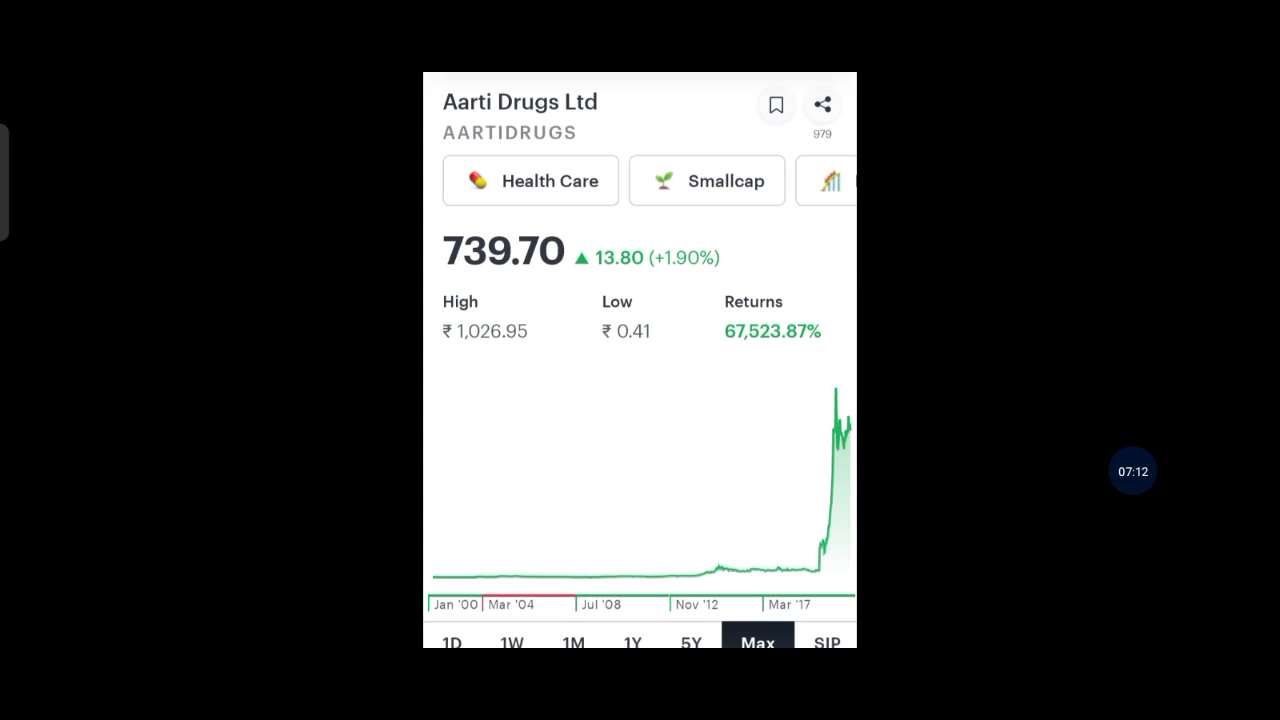 Aarti Drugs Ltd
AARTIDRUGS
979
Health Care Smallcap
739.70 ▲ 13.80 (+1.90%)
High Low Returns
₹ 1,026.95 ₹ 0.41 67,523.87%
07:12
Jan '00 Mar '04 Jul '08 Nov '12 Mar '17
1D 1W 1M 1Y 5Y Max SIP